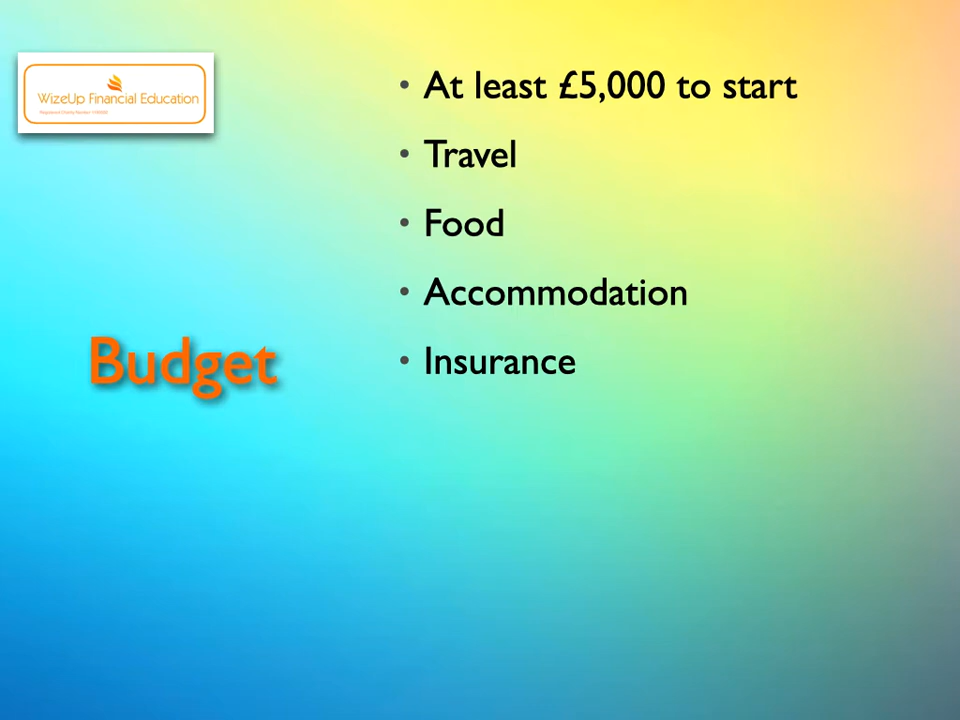 WizeUp Financial Education
• At least £5,000 to start
• Travel
• Food
• Accommodation
• Insurance
Budget